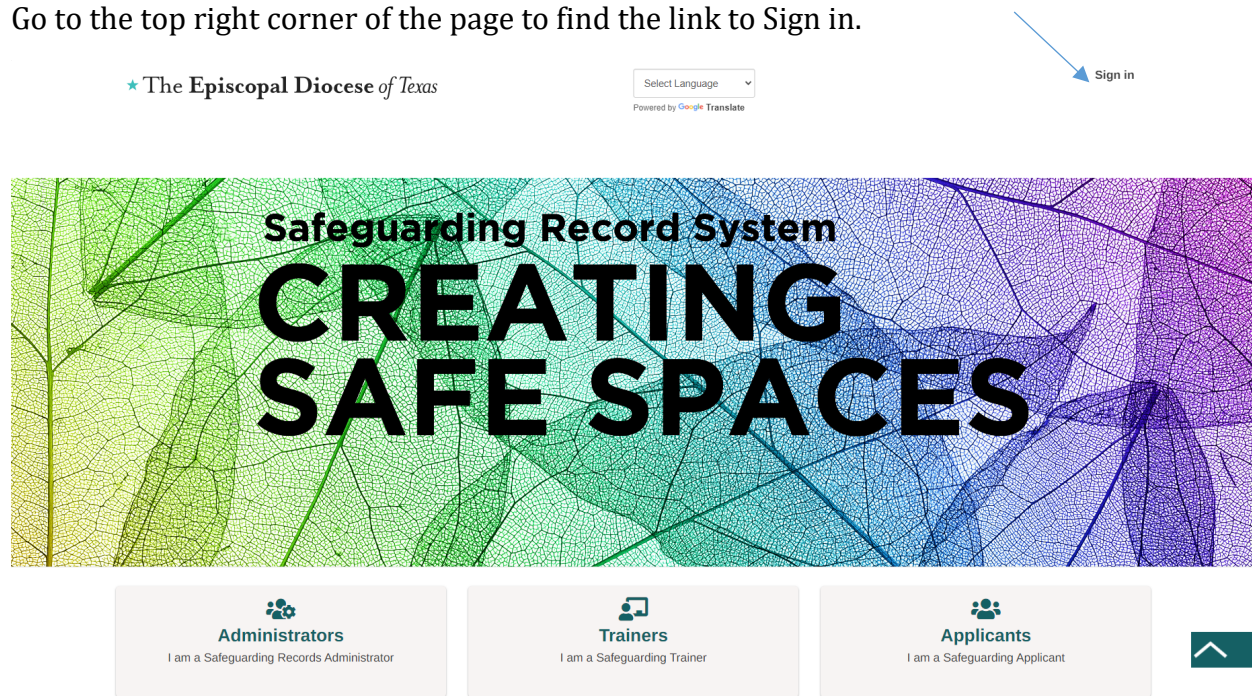 Go to the top right corner of the page to find the link to Sign in.
The Episcopal Diocese of Texas
Select Language
Sign in
Powered by Google Translate
Safeguarding Record System
CREATING
SAFE SPACES
Administrators
I am a Safeguarding Records Administrator
Trainers
I am a Safeguarding Trainer
Applicants
I am a Safeguarding Applicant